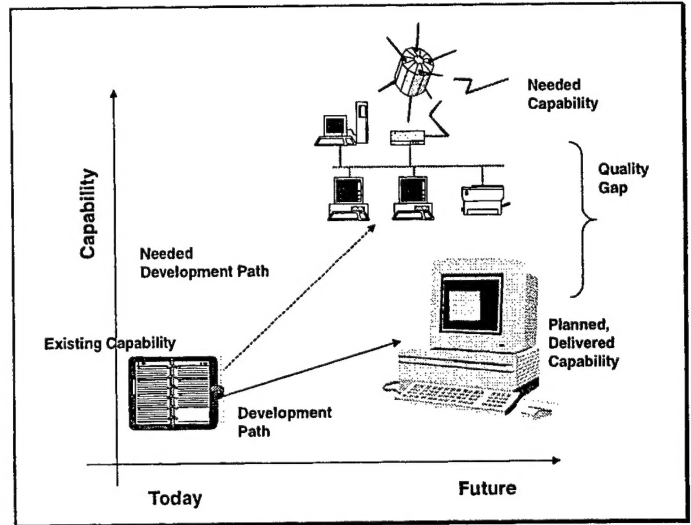 Needed
Capability
Quality
Gap
Capability
Needed
Development Path
Existing Capability
Planned,
Delivered
Capability
Development
Path
Today
Future